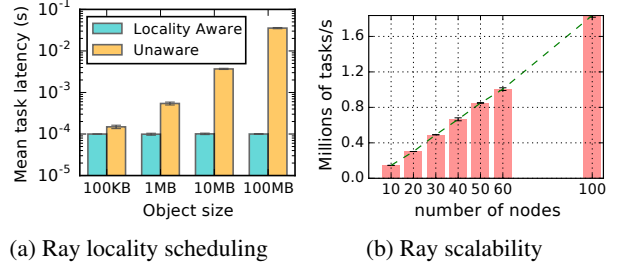 10⁻¹
10⁻²
10⁻³
10⁻⁴
10⁻⁵
Mean task latency (s)
Locality Aware
Unaware
100KB 1MB 10MB 100MB
Object size
(a) Ray locality scheduling
Millions of tasks/s
1.6
1.2
0.8
0.4
0.0
10 20 30 40 50 60 100
number of nodes
(b) Ray scalability